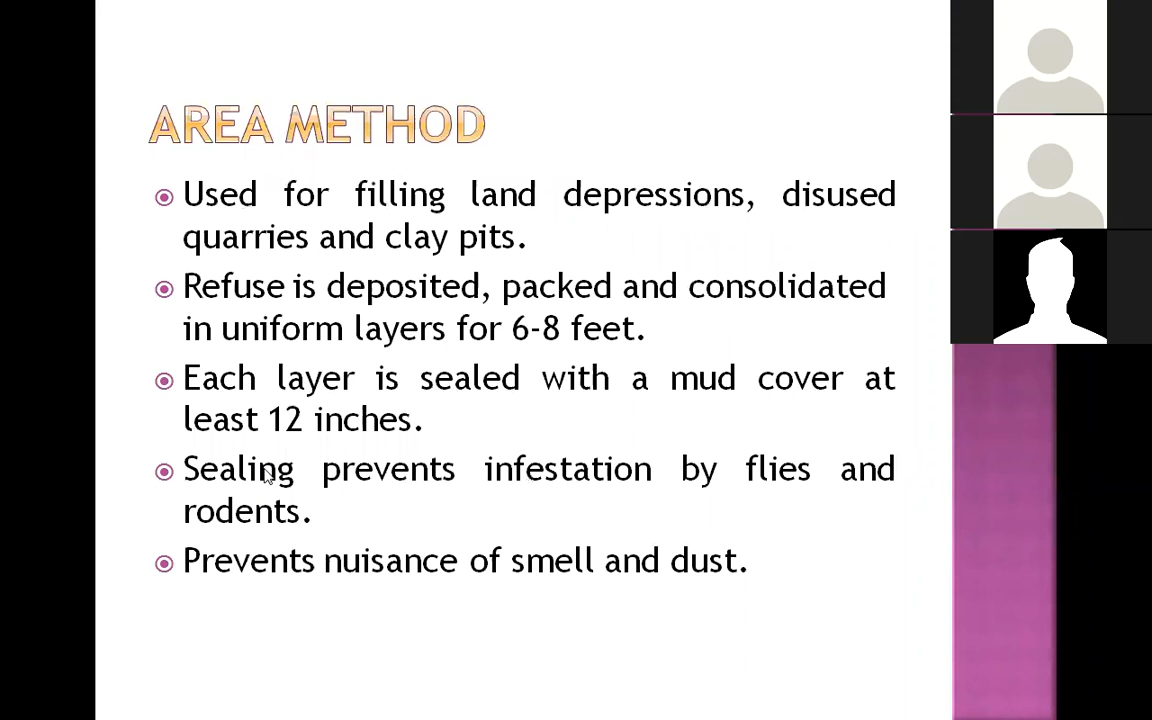 AREA METHOD
Used for filling land depressions, disused
quarries and clay pits.
Refuse is deposited, packed and consolidated
in uniform layers for 6-8 feet.
Each layer is sealed with a mud cover at
least 12 inches.
Sealing prevents infestation by flies and
rodents.
Prevents nuisance of smell and dust.